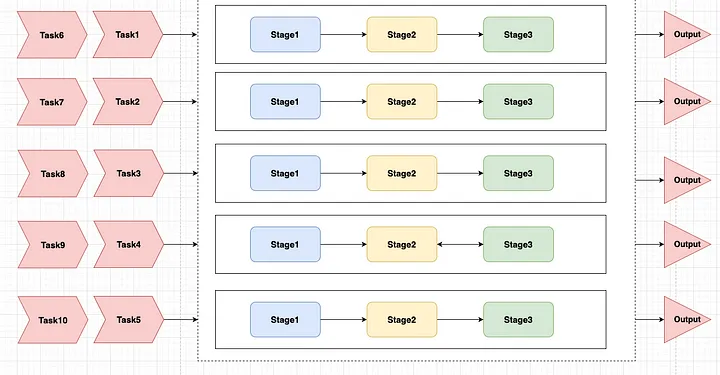 Task6 Task1 Stage1 Stage2 Stage3 Output
Task7 Task2 Stage1 Stage2 Stage3 Output
Task8 Task3 Stage1 Stage2 Stage3 Output
Task9 Task4 Stage1 Stage2 Stage3 Output
Task10 Task5 Stage1 Stage2 Stage3 Output